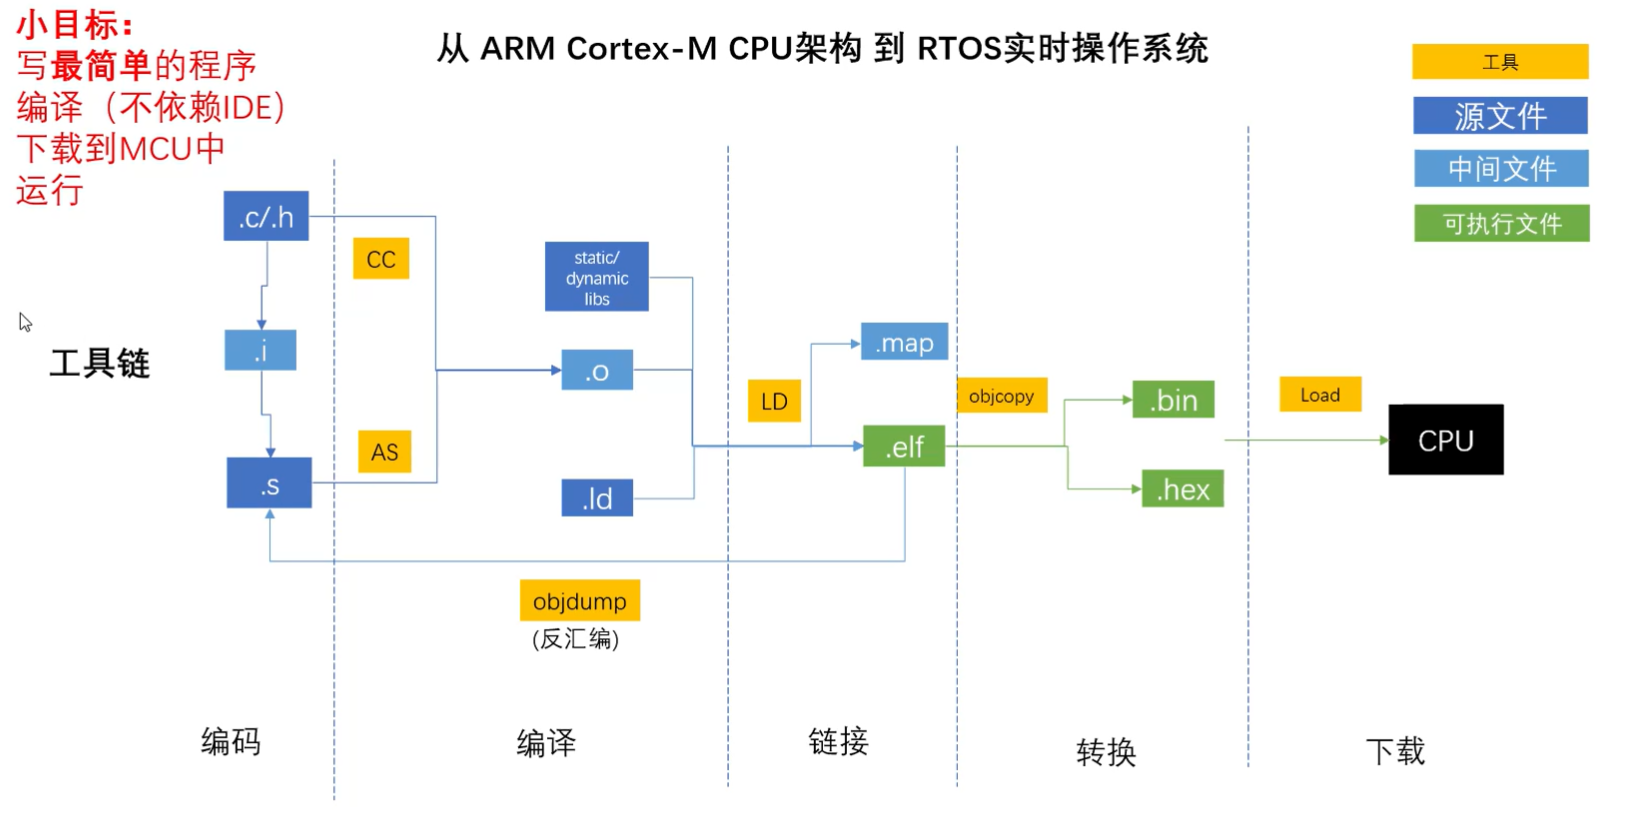 小目标：
写最简单的程序
编译（不依赖IDE）
下载到MCU中
运行
从 ARM Cortex-M CPU架构 到 RTOS实时操作系统
工具
源文件
中间文件
可执行文件
.c/.h
CC
static/
dynamic
libs
.i
工具链
.o
.map
LD
objcopy
.bin
Load
CPU
AS
.elf
.s
.ld
.hex
objdump
(反汇编)
编码
编译
链接
转换
下载